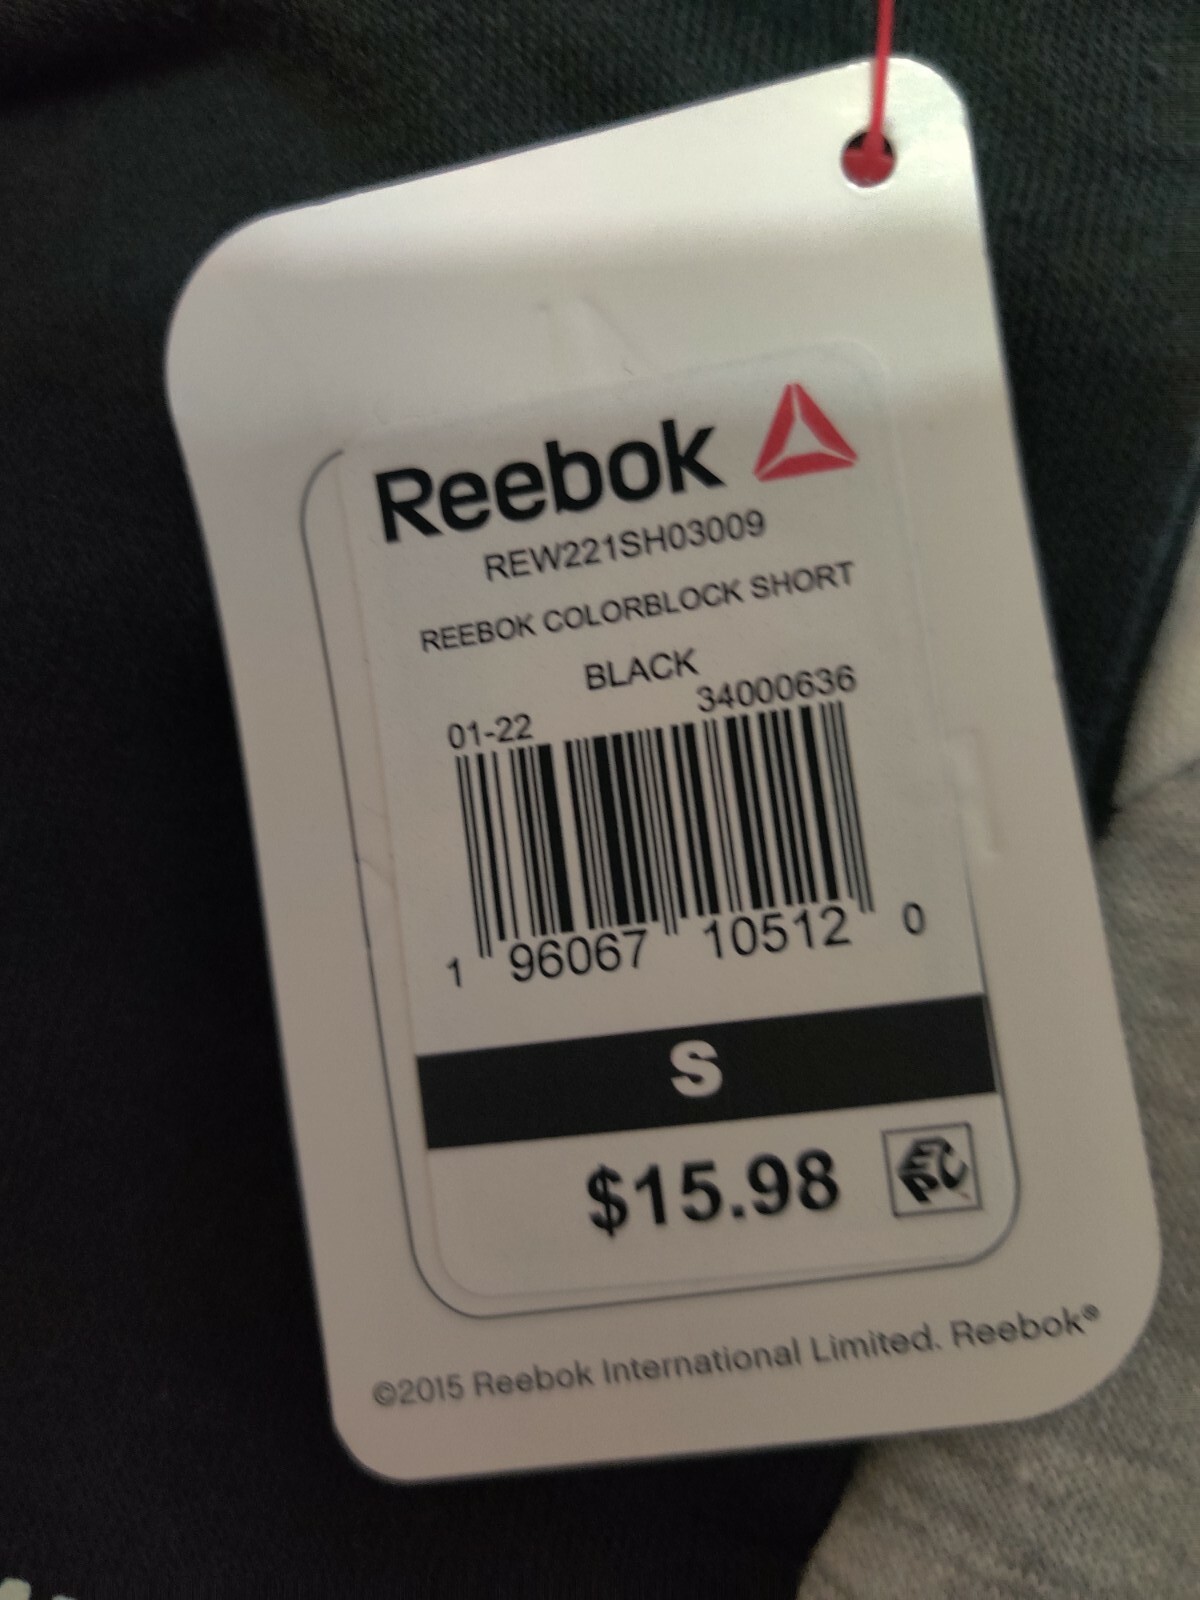 Reebok
REW221SH03009
REEBOK COLORBLOCK SHORT
BLACK
01-22 34000636
1 96067 10512 0
S
$15.98 EPC
©2015 Reebok International Limited. Reebok®